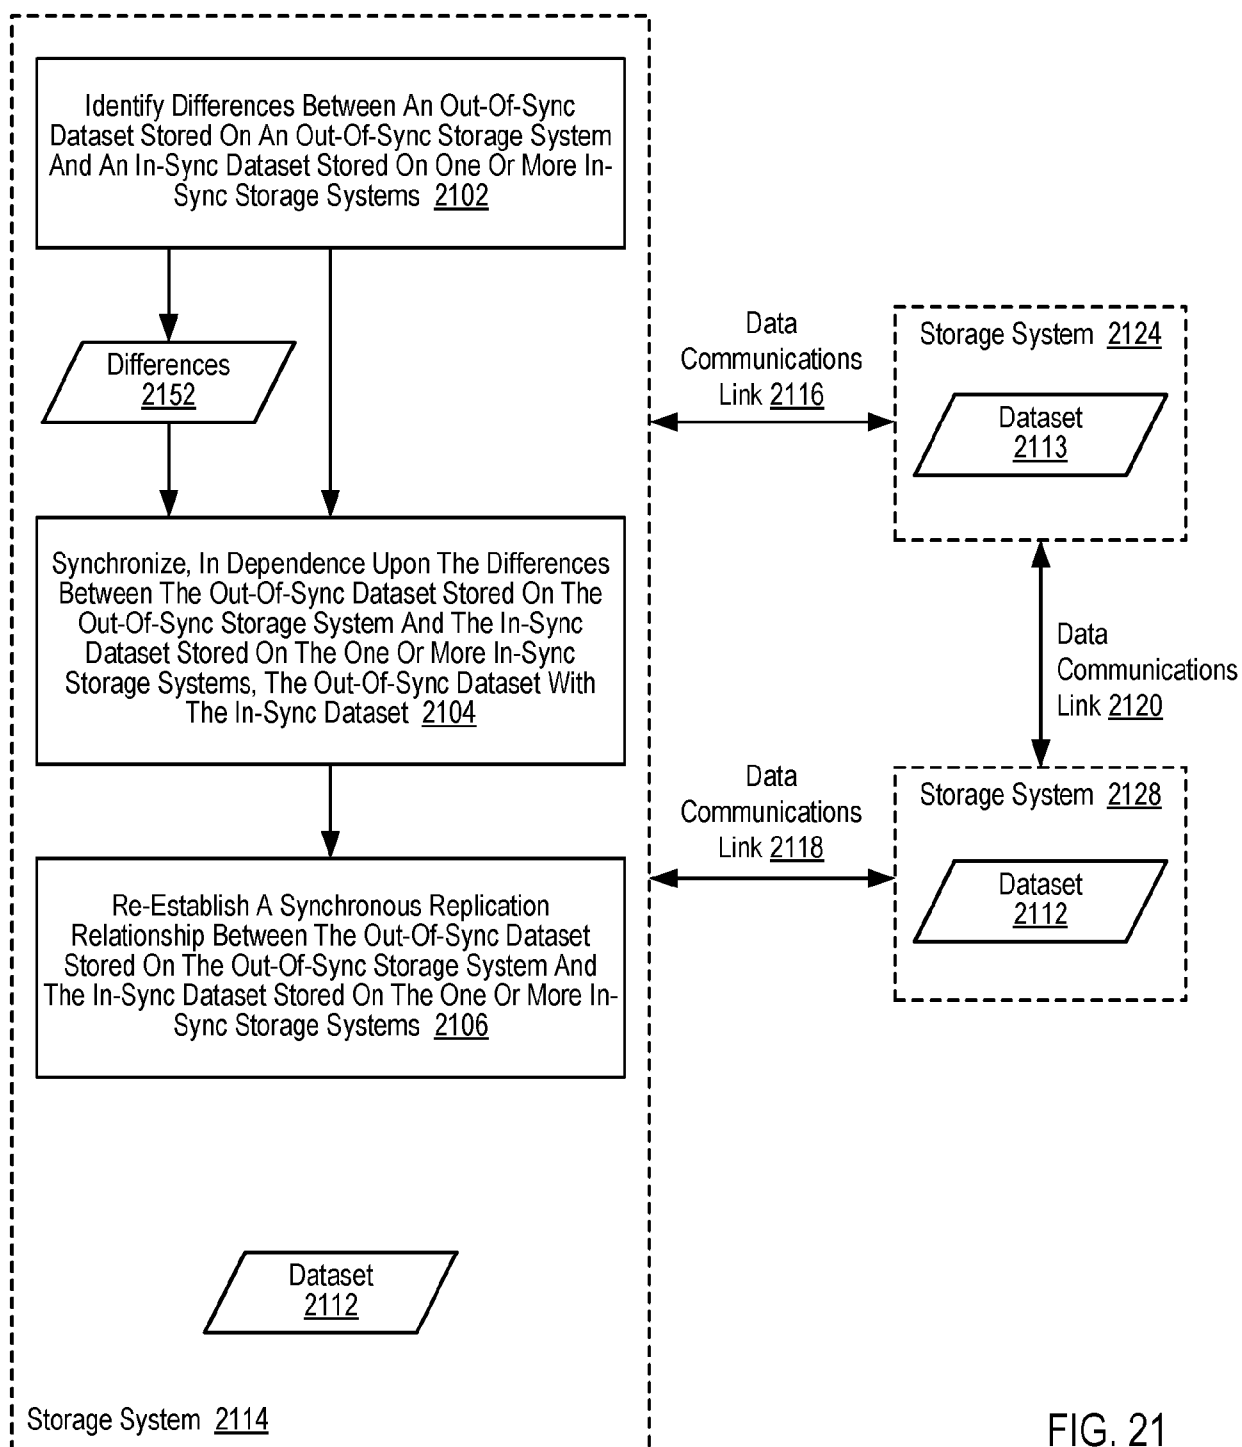 Identify Differences Between An Out-Of-Sync
Dataset Stored On An Out-Of-Sync Storage System
And An In-Sync Dataset Stored On One Or More In-
Sync Storage Systems 2102
Differences
2152
Synchronize, In Dependence Upon The Differences
Between The Out-Of-Sync Dataset Stored On The
Out-Of-Sync Storage System And The In-Sync
Dataset Stored On The One Or More In-Sync
Storage Systems, The Out-Of-Sync Dataset With
The In-Sync Dataset 2104
Re-Establish A Synchronous Replication
Relationship Between The Out-Of-Sync Dataset
Stored On The Out-Of-Sync Storage System And
The In-Sync Dataset Stored On The One Or More In-
Sync Storage Systems 2106
Dataset
2112
Storage System 2114
Data
Communications
Link 2116
Storage System 2124
Dataset
2113
Data
Communications
Link 2120
Data
Communications
Link 2118
Storage System 2128
Dataset
2112
FIG. 21